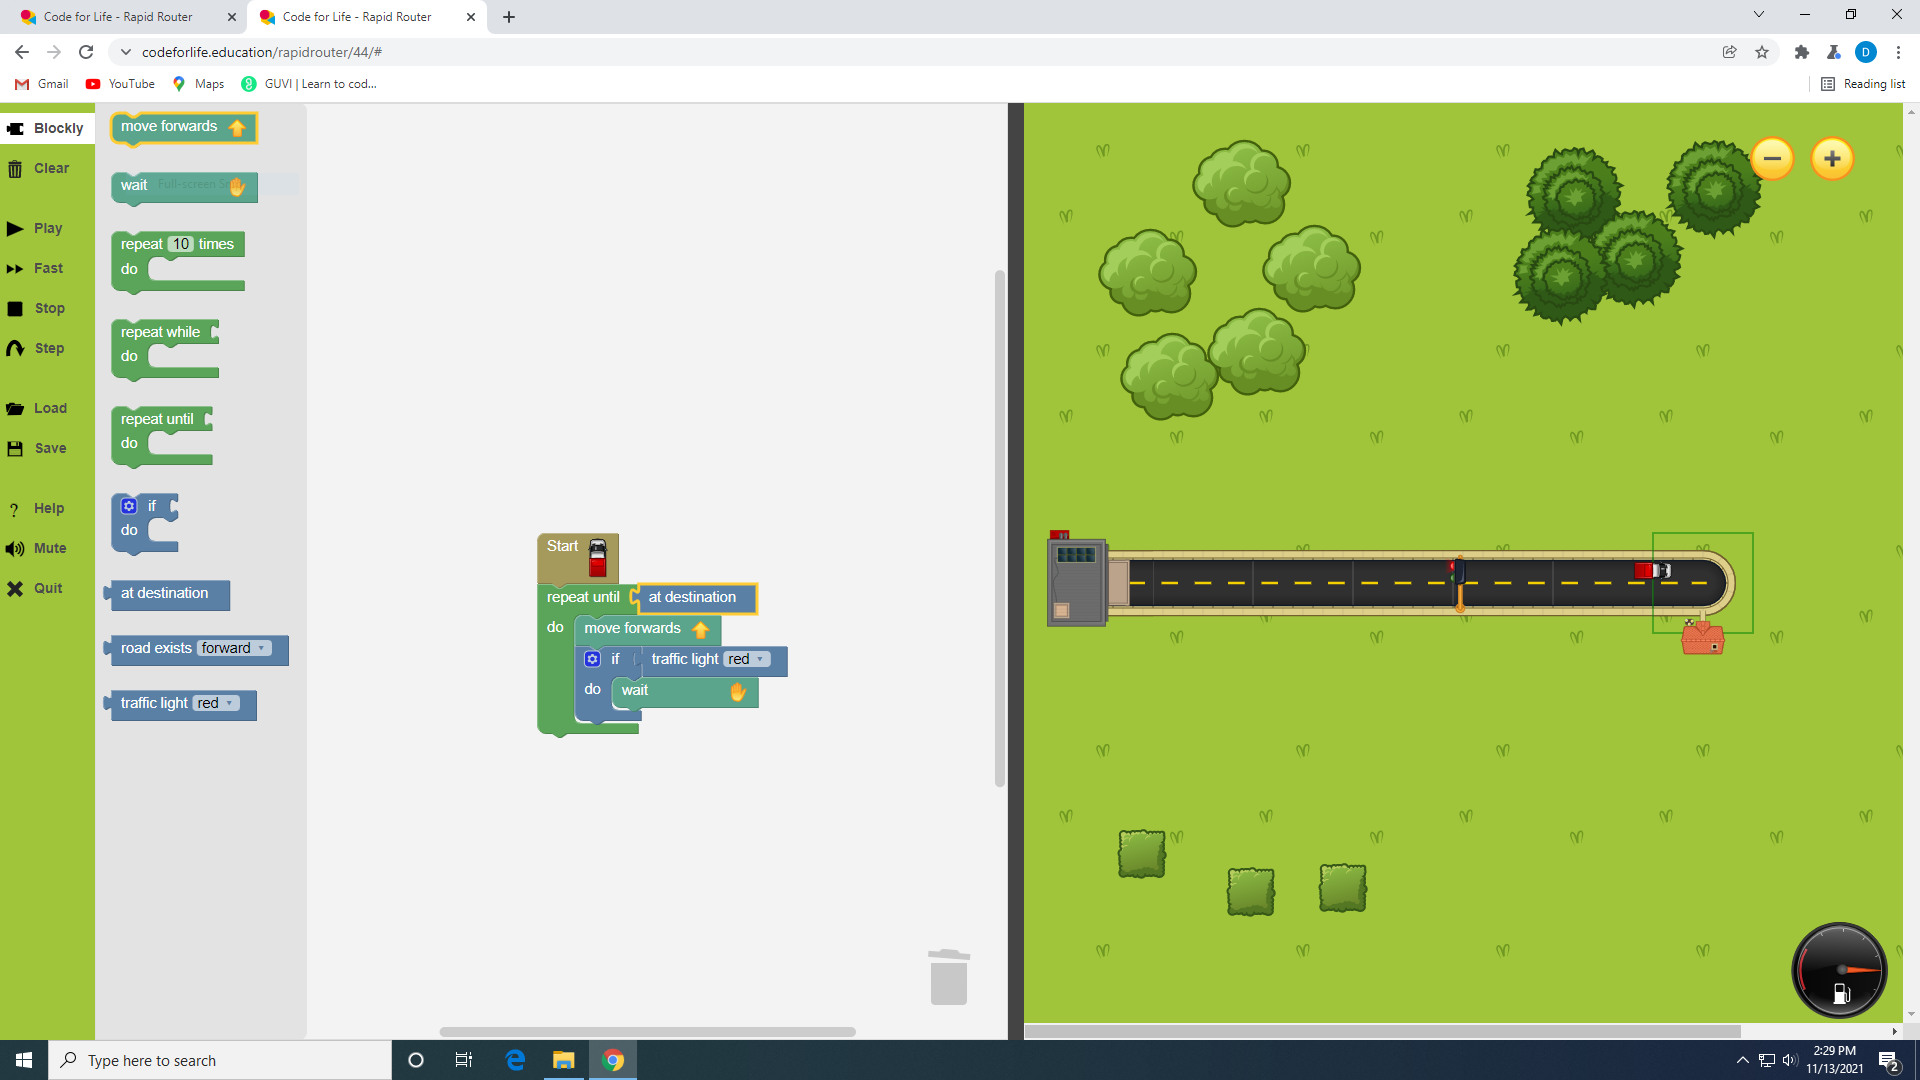 Code for Life - Rapid Router
Code for Life - Rapid Router
codeforlife.education/rapidrouter/44/#
D
Gmail
YouTube
Maps
GUVI | Learn to cod...
Reading list
Blockly
Clear
Play
Fast
Stop
Step
Load
Save
Help
Mute
Quit
move forwards
wait
repeat 10 times
do
repeat while
do
repeat until
do
if
do
at destination
road exists forward
traffic light red
Start
repeat until at destination
do move forwards
if traffic light red
do wait
Type here to search
2:29 PM
11/13/2021
2